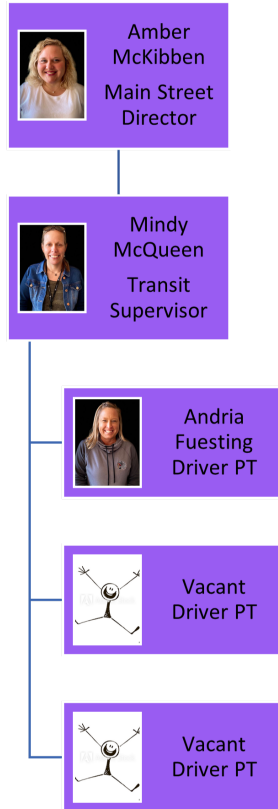 Amber
McKibben
Main Street
Director
Mindy
McQueen
Transit
Supervisor
Andria
Fuesting
Driver PT
Vacant
Driver PT
Vacant
Driver PT